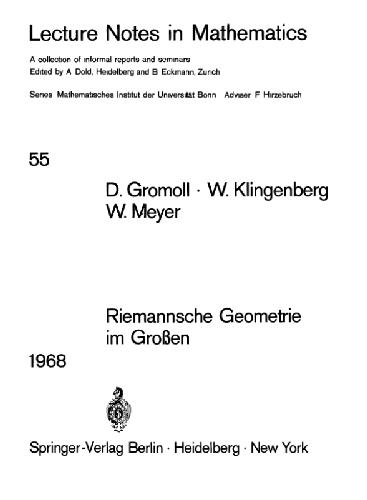 Lecture Notes in Mathematics
A collection of informal reports and seminars
Edited by A Dold, Heidelberg and B Eckmann, Zurich
Series Mathematisches Institut der Universität Bonn Adviser F Hirzebruch
55
D. Gromoll · W. Klingenberg
W. Meyer
Riemannsche Geometrie
im Großen
1968
Springer-Verlag Berlin · Heidelberg · New York